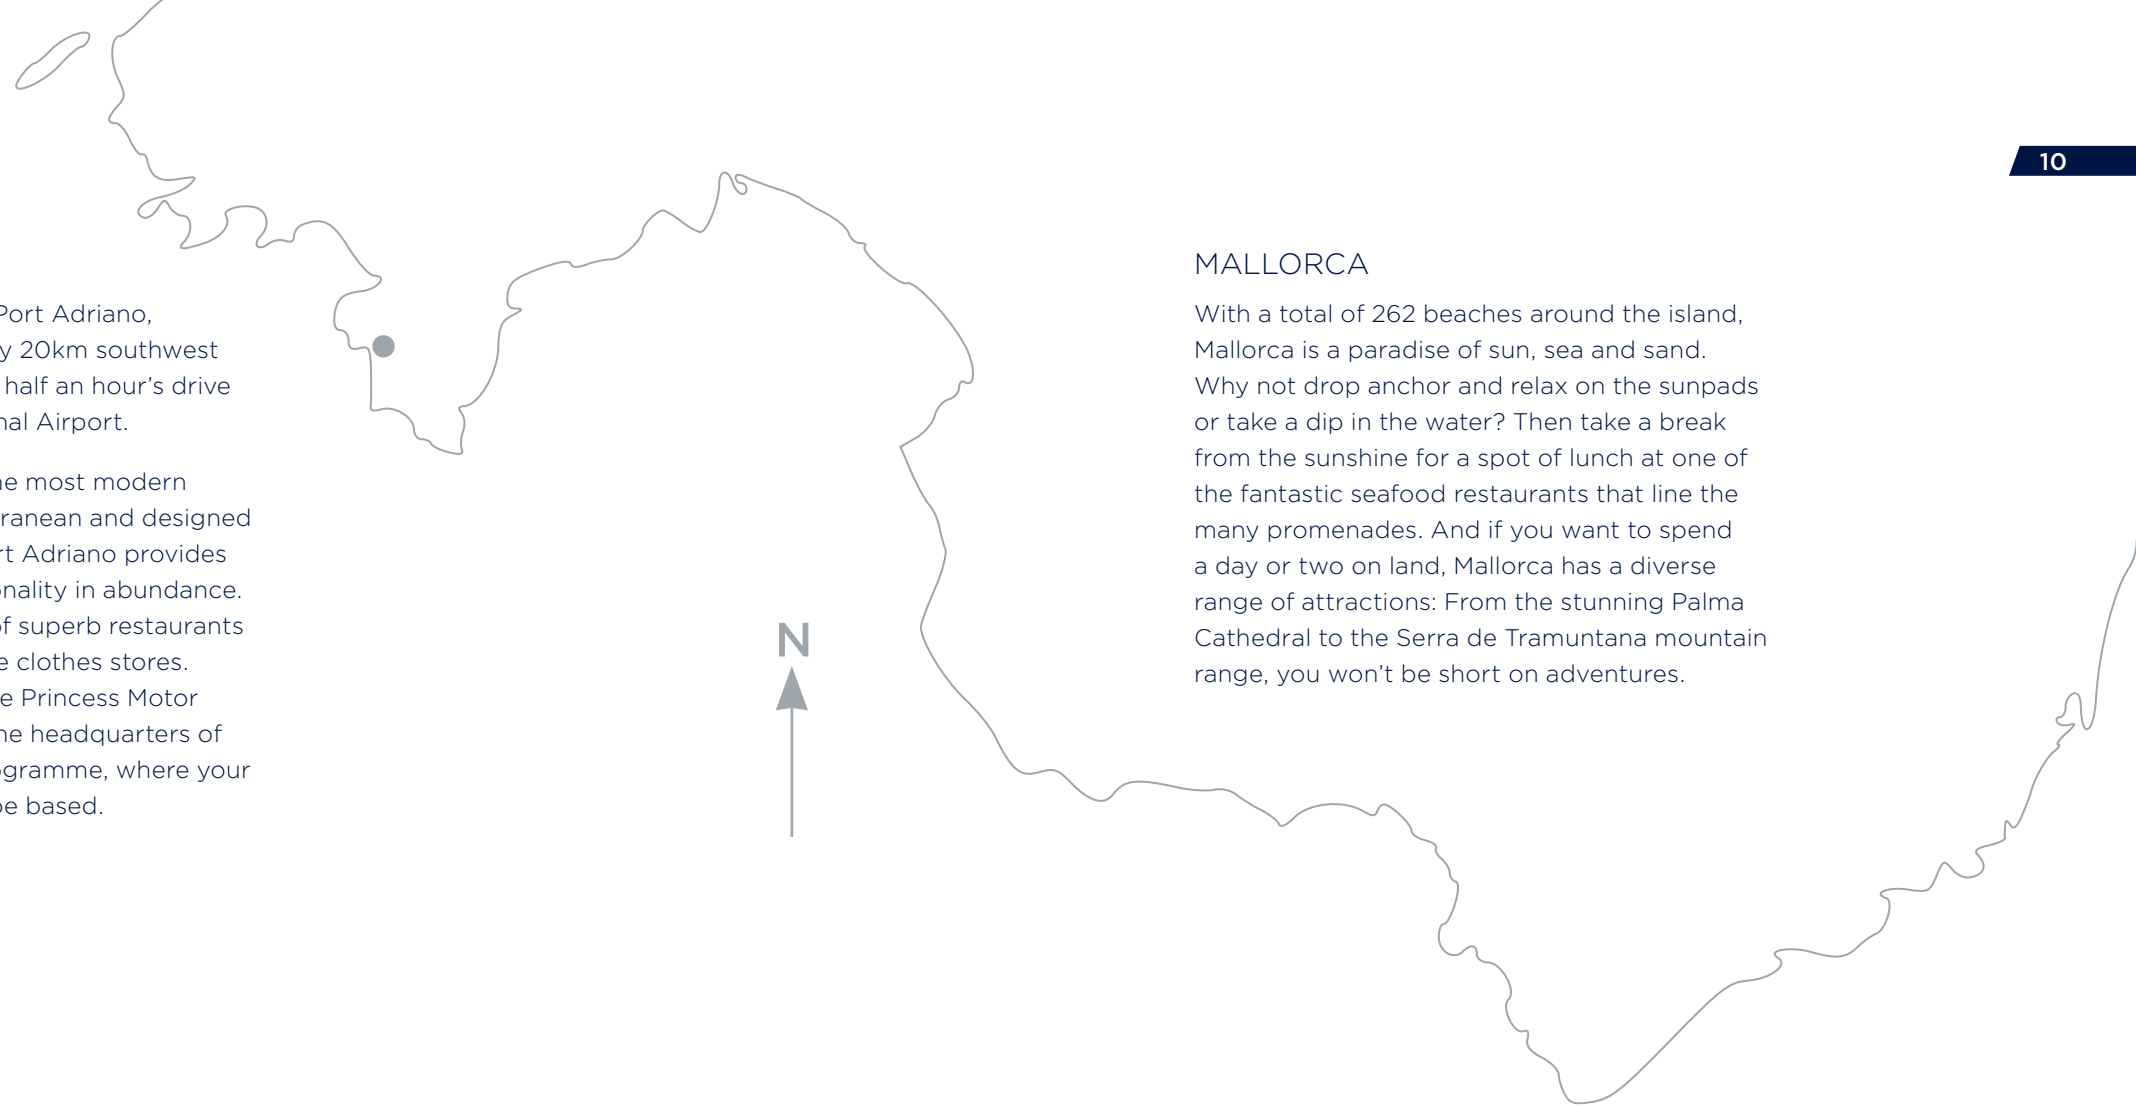 10
Port Adriano,
y 20km southwest
half an hour's drive
nal Airport.
he most modern
ranean and designed
rt Adriano provides
onality in abundance.
of superb restaurants
e clothes stores.
e Princess Motor
he headquarters of
ogramme, where your
be based.
N
MALLORCA
With a total of 262 beaches around the island,
Mallorca is a paradise of sun, sea and sand.
Why not drop anchor and relax on the sunpads
or take a dip in the water? Then take a break
from the sunshine for a spot of lunch at one of
the fantastic seafood restaurants that line the
many promenades. And if you want to spend
a day or two on land, Mallorca has a diverse
range of attractions: From the stunning Palma
Cathedral to the Serra de Tramuntana mountain
range, you won't be short on adventures.